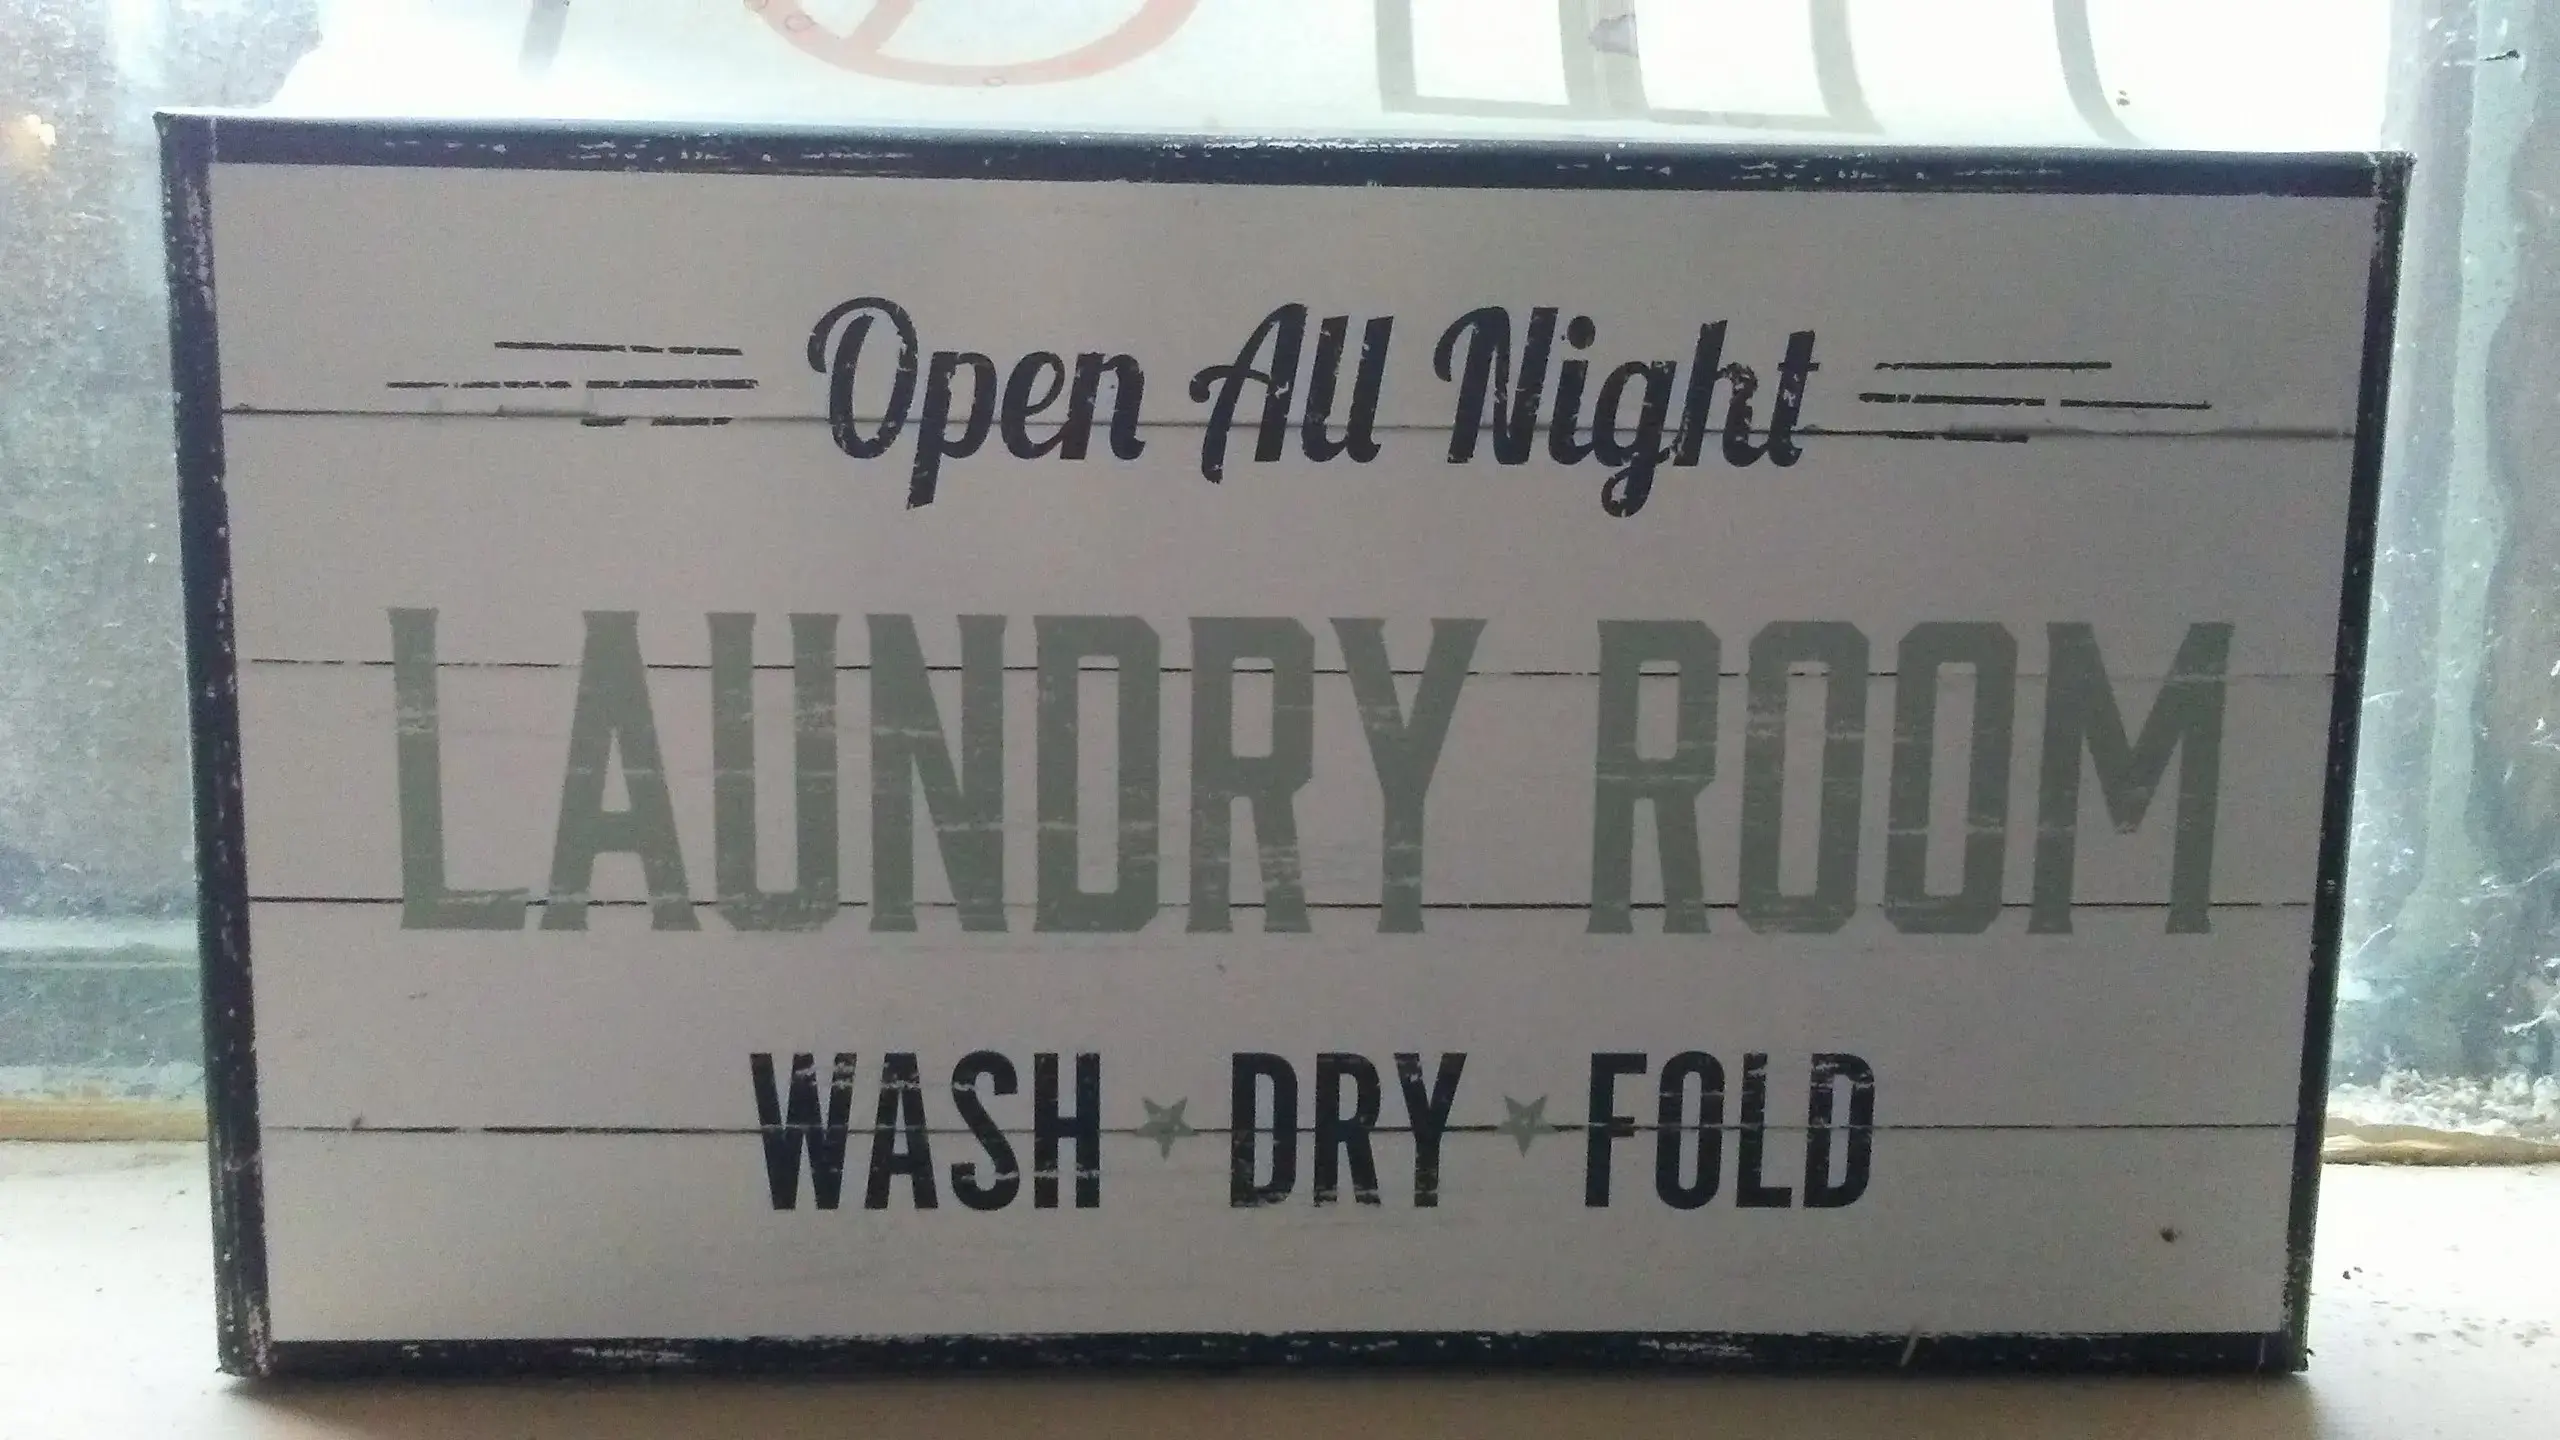 Open All Night
LAUNDRY ROOM
WASH DRY FOLD